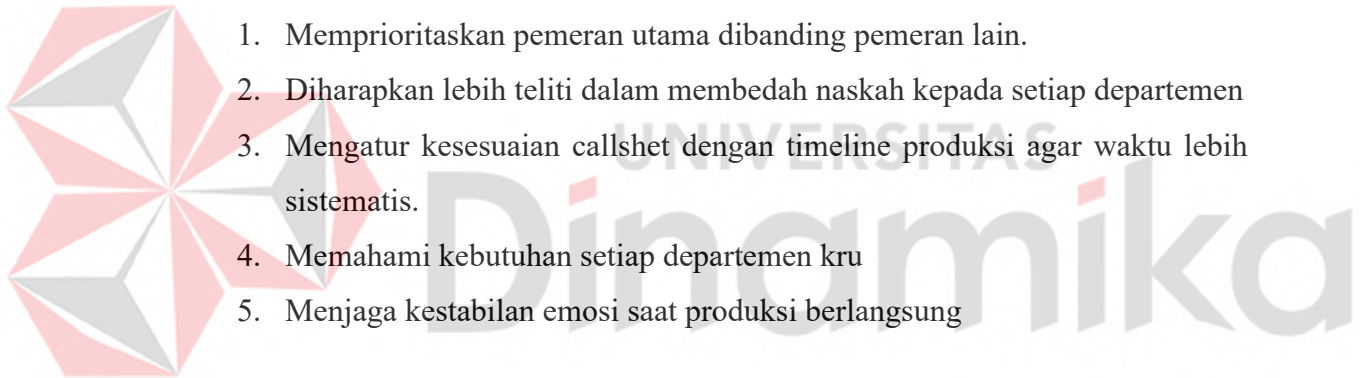 1. Memprioritaskan pemeran utama dibanding pemeran lain.
2. Diharapkan lebih teliti dalam membedah naskah kepada setiap departemen
3. Mengatur kesesuaian callshet dengan timeline produksi agar waktu lebih
sistematis.
4. Memahami kebutuhan setiap departemen kru
5. Menjaga kestabilan emosi saat produksi berlangsung
UNIVERSITAS
Dinamika